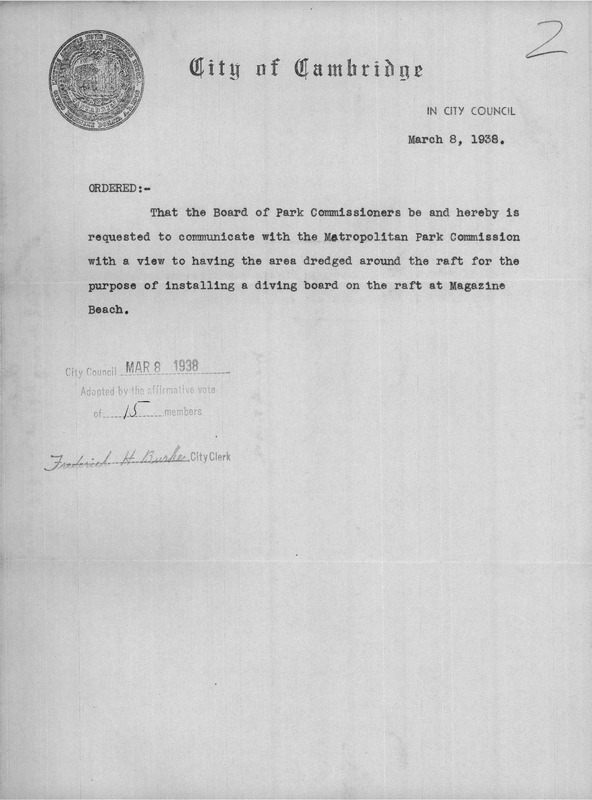 2
City of Cambridge
IN CITY COUNCIL
March 8, 1938.
ORDERED:-
That the Board of Park Commissioners be and hereby is
requested to communicate with the Metropolitan Park Commission
with a view to having the area dredged around the raft for the
purpose of installing a diving board on the raft at Magazine
Beach.
City Council MAR 8 1938
Adopted by the affirmative vote
of 15 members
Frederick H. Burke City Clerk